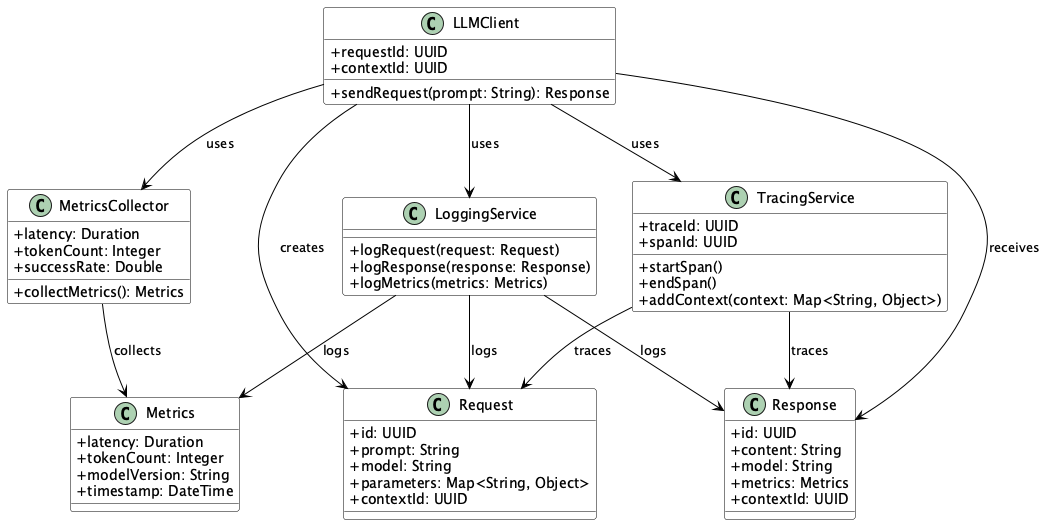 C LLMClient
+requestId: UUID
+contextId: UUID
+sendRequest(prompt: String): Response
uses
uses
uses
C MetricsCollector
+latency: Duration
+tokenCount: Integer
+successRate: Double
+collectMetrics(): Metrics
creates
C LoggingService
+logRequest(request: Request)
+logResponse(response: Response)
+logMetrics(metrics: Metrics)
C TracingService
+traceId: UUID
+spanId: UUID
+startSpan()
+endSpan()
+addContext(context: Map<String, Object>)
receives
collects
logs
logs
traces
logs
traces
C Metrics
+latency: Duration
+tokenCount: Integer
+modelVersion: String
+timestamp: DateTime
C Request
+id: UUID
+prompt: String
+model: String
+parameters: Map<String, Object>
+contextId: UUID
C Response
+id: UUID
+content: String
+model: String
+metrics: Metrics
+contextId: UUID